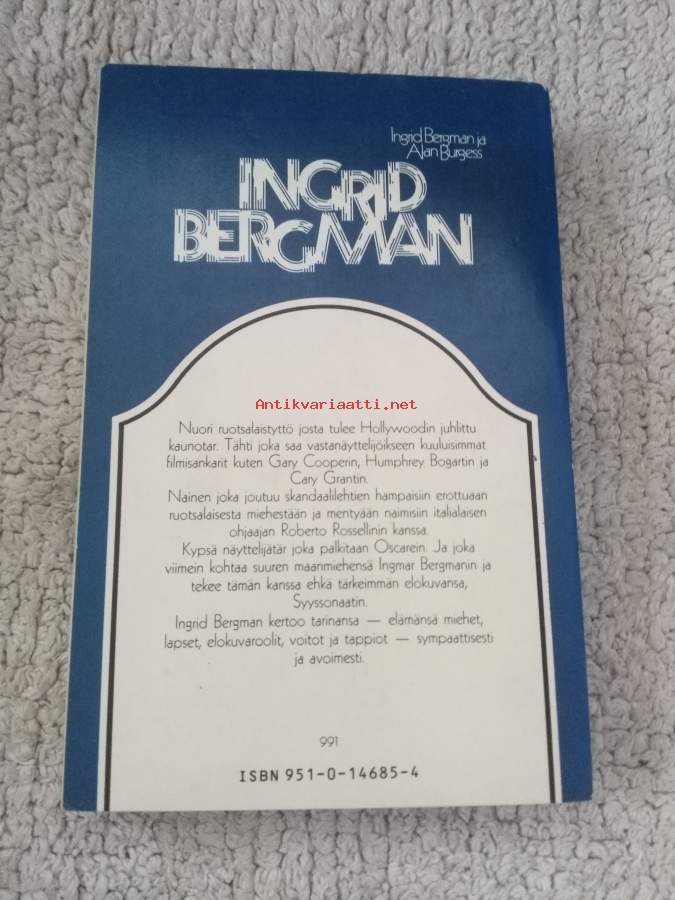 Ingrid Bergman ja
Alan Burgess
INGRID
BERGMAN
Antikvariaatti.net
Nuori ruotsalaistyttö josta tulee Hollywoodin juhlittu
kaunotar. Tähti joka saa vastanäyttelijöikseen kuuluisimmat
filmisankarit kuten Gary Cooperin, Humphrey Bogartin ja
Cary Grantin.
Nainen joka joutuu skandaalilehtien hampaisiin erottuaan
ruotsalaisesta miehestään ja mentyään naimisiin italialaisen
ohjaajan Roberto Rossellinin kanssa.
Kypsä näyttelijätär joka palkitaan Oscarein. Ja joka
viimein kohtaa suuren maanmiehensä Ingmar Bergmanin ja
tekee tämän kanssa ehkä tärkeimmän elokuvansa,
Syyssonaatin.
Ingrid Bergman kertoo tarinansa — elämänsä miehet,
lapset, elokuvaroolit, voitot ja tappiot — sympaattisesti
ja avoimesti.
991
ISBN 951-0-14685-4